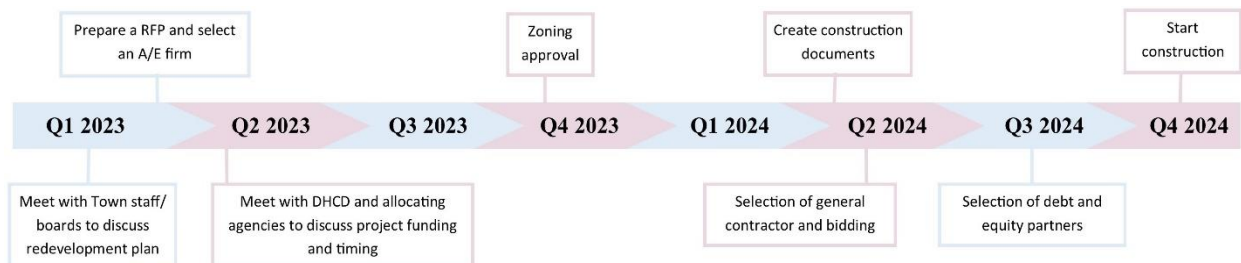 Prepare a RFP and select
an A/E firm
Zoning
approval
Create construction
documents
Start
construction
Q1 2023
Q2 2023
Q3 2023
Q4 2023
Q1 2024
Q2 2024
Q3 2024
Q4 2024
Meet with Town staff/
boards to discuss
redevelopment plan
Meet with DHCD and allocating
agencies to discuss project funding
and timing
Selection of general
contractor and bidding
Selection of debt and
equity partners